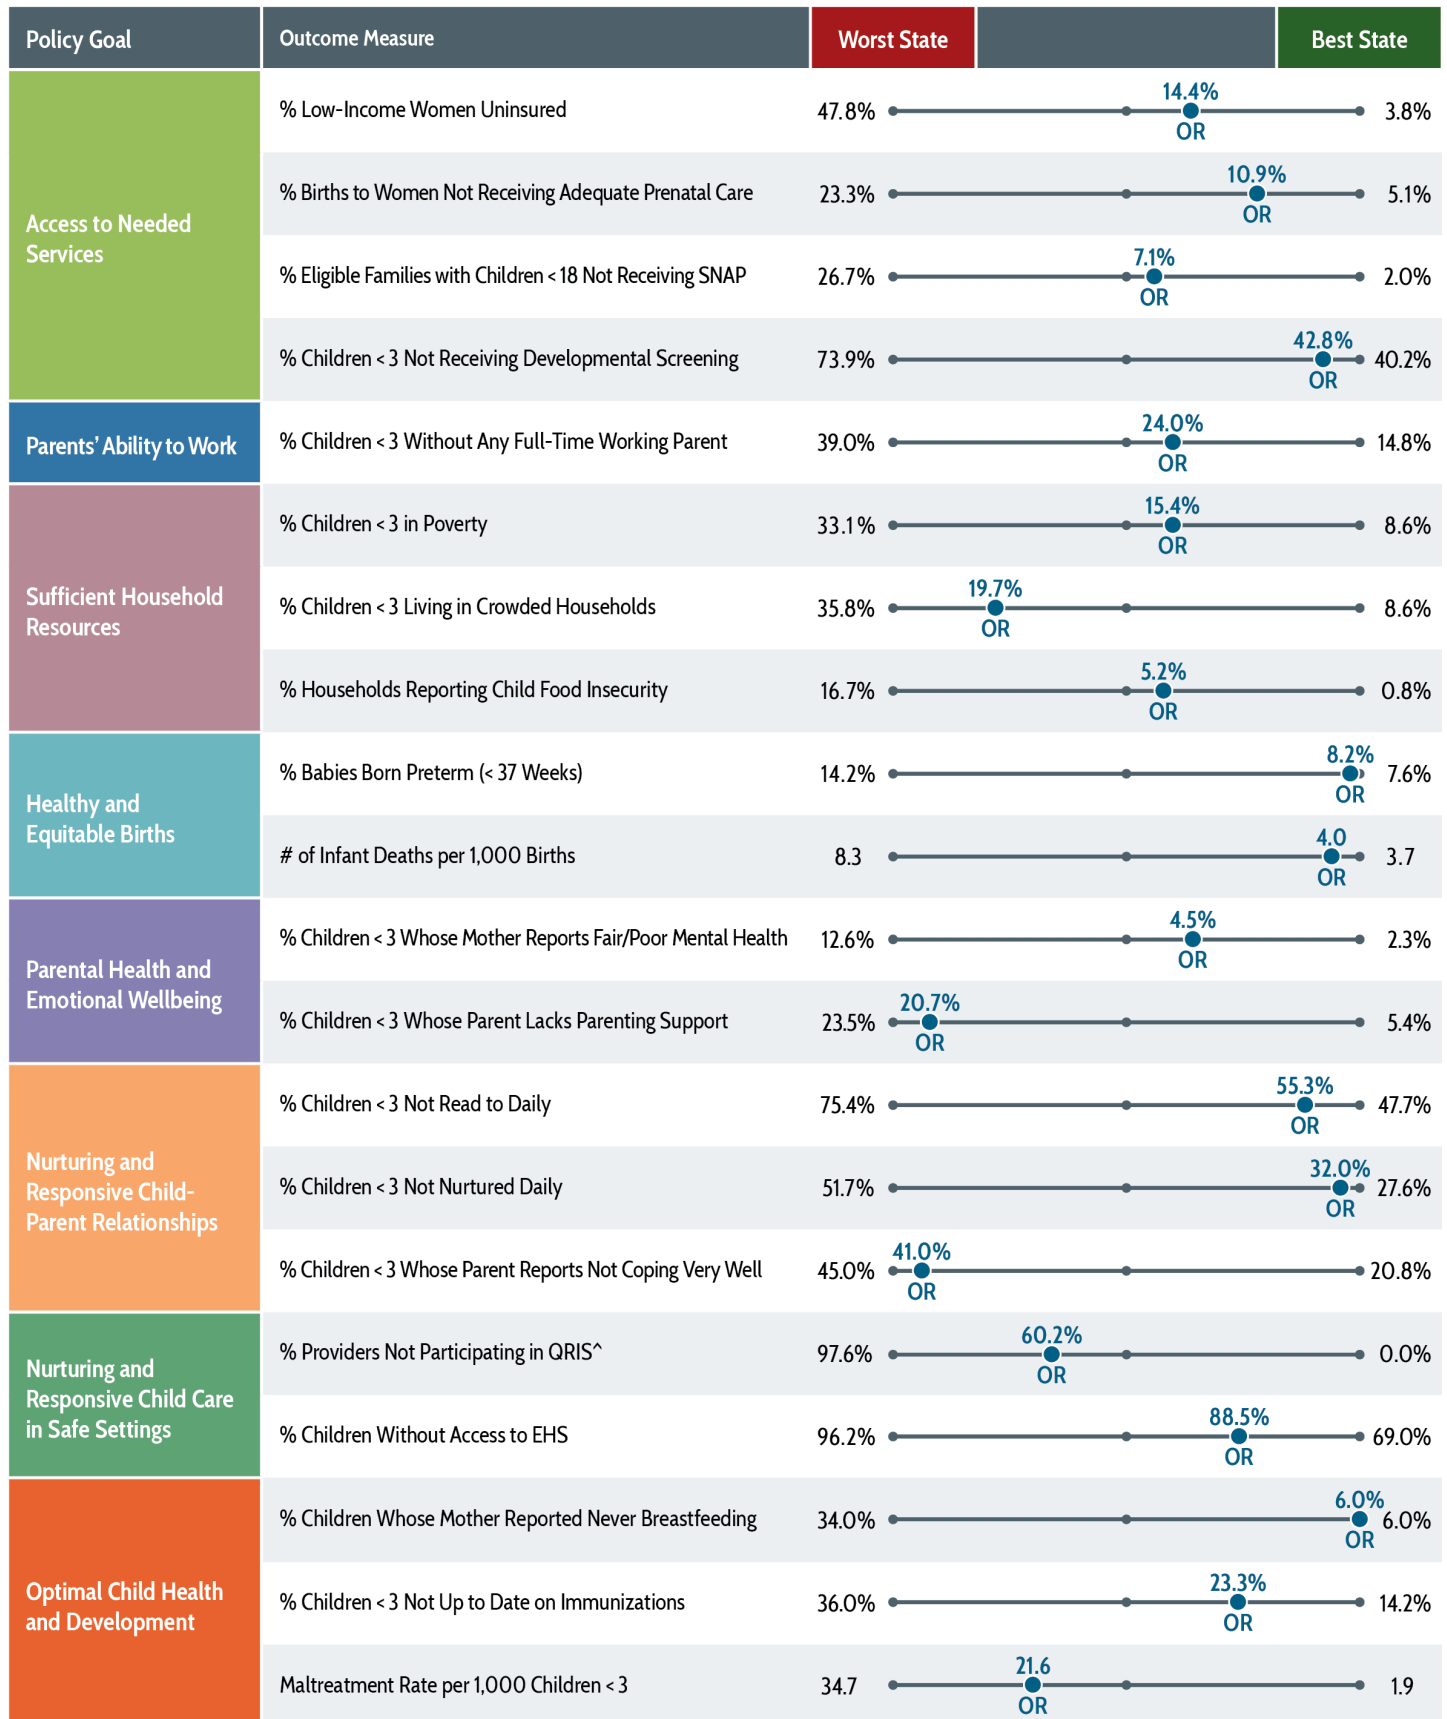 Policy Goal
Outcome Measure
Worst State
Best State
Access to Needed
Services
% Low-Income Women Uninsured
47.8%
14.4%
OR
3.8%
% Births to Women Not Receiving Adequate Prenatal Care
23.3%
10.9%
OR
5.1%
% Eligible Families with Children < 18 Not Receiving SNAP
26.7%
7.1%
OR
2.0%
% Children < 3 Not Receiving Developmental Screening
73.9%
42.8%
OR
40.2%
Parents' Ability to Work
% Children < 3 Without Any Full-Time Working Parent
39.0%
24.0%
OR
14.8%
Sufficient Household
Resources
% Children < 3 in Poverty
33.1%
15.4%
OR
8.6%
% Children < 3 Living in Crowded Households
35.8%
19.7%
OR
8.6%
% Households Reporting Child Food Insecurity
16.7%
5.2%
OR
0.8%
Healthy and
Equitable Births
% Babies Born Preterm (< 37 Weeks)
14.2%
8.2%
OR
7.6%
# of Infant Deaths per 1,000 Births
8.3
4.0
OR
3.7
Parental Health and
Emotional Wellbeing
% Children < 3 Whose Mother Reports Fair/Poor Mental Health
12.6%
4.5%
OR
2.3%
% Children < 3 Whose Parent Lacks Parenting Support
23.5%
20.7%
OR
5.4%
Nurturing and
Responsive Child-
Parent Relationships
% Children < 3 Not Read to Daily
75.4%
55.3%
OR
47.7%
% Children < 3 Not Nurtured Daily
51.7%
32.0%
OR
27.6%
% Children < 3 Whose Parent Reports Not Coping Very Well
45.0%
41.0%
OR
20.8%
Nurturing and
Responsive Child Care
in Safe Settings
% Providers Not Participating in QRIS^
97.6%
60.2%
OR
0.0%
% Children Without Access to EHS
96.2%
88.5%
OR
69.0%
Optimal Child Health
and Development
% Children Whose Mother Reported Never Breastfeeding
34.0%
6.0%
OR
6.0%
% Children < 3 Not Up to Date on Immunizations
36.0%
23.3%
OR
14.2%
Maltreatment Rate per 1,000 Children < 3
34.7
21.6
OR
1.9